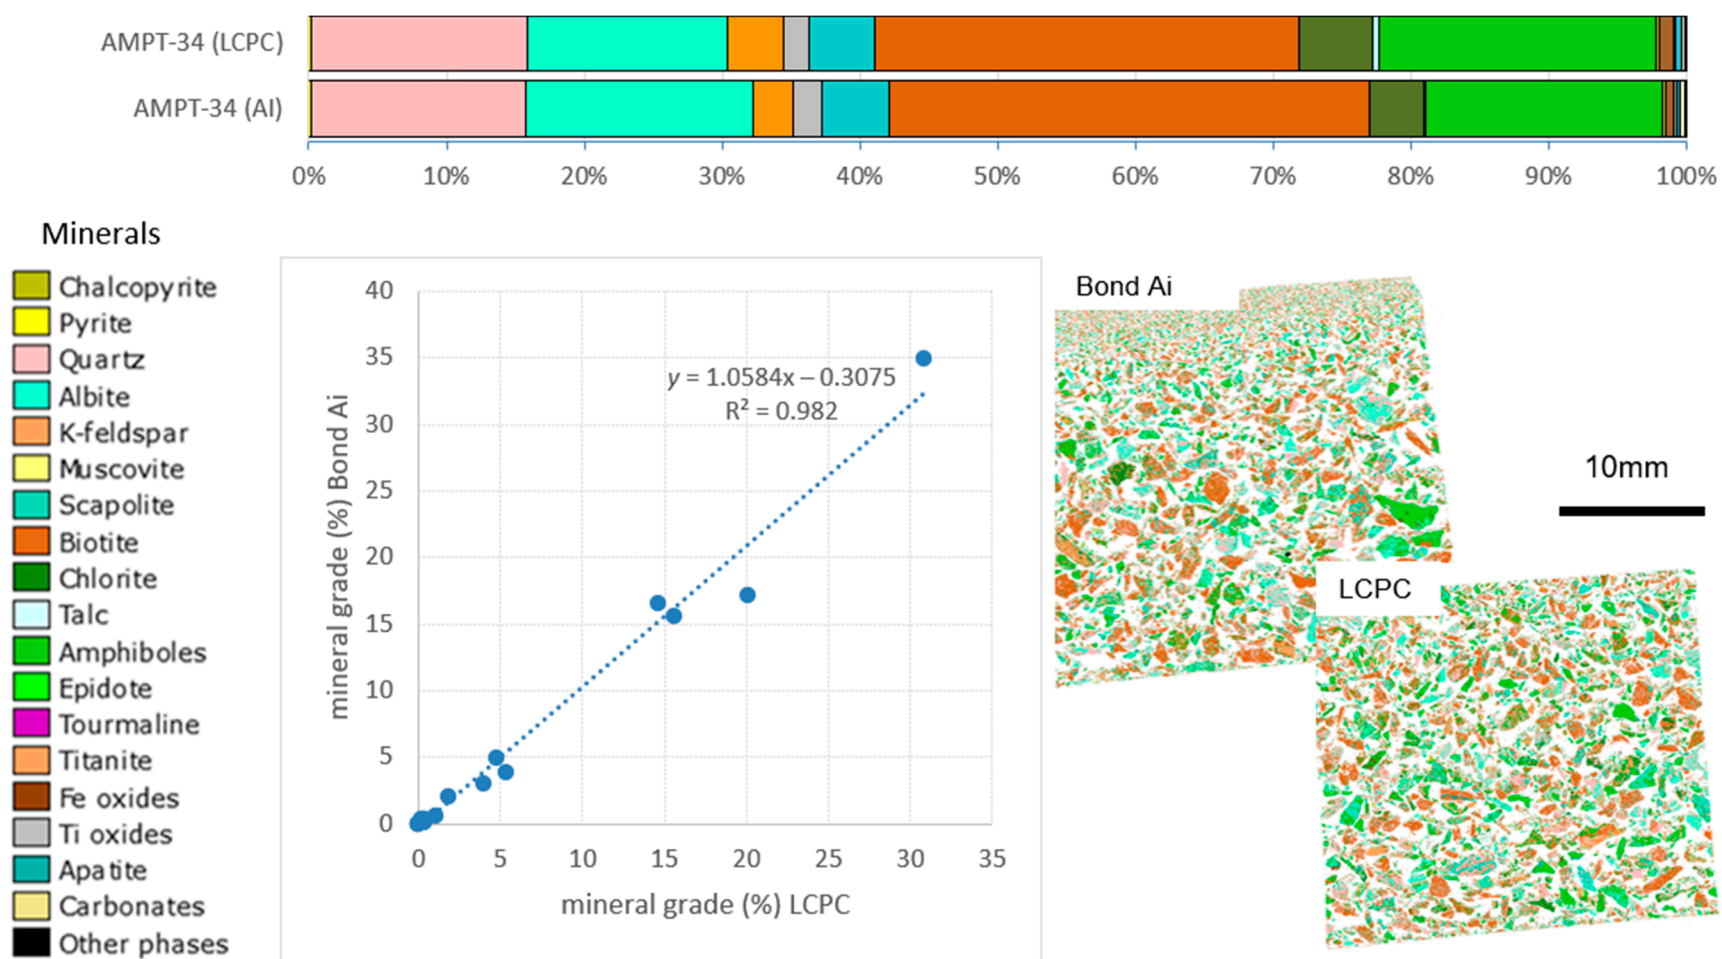 AMPT-34 (LCPC)
AMPT-34 (AI)
0% 10% 20% 30% 40% 50% 60% 70% 80% 90% 100%
Minerals
Chalcopyrite
Pyrite
Quartz
Albite
K-feldspar
Muscovite
Scapolite
Biotite
Chlorite
Talc
Amphiboles
Epidote
Tourmaline
Titanite
Fe oxides
Ti oxides
Apatite
Carbonates
Other phases
mineral grade (%) Bond Ai
40
35
30
25
20
15
10
5
0
y = 1.0584x – 0.3075
R² = 0.982
0 5 10 15 20 25 30 35
mineral grade (%) LCPC
Bond Ai
10mm
LCPC